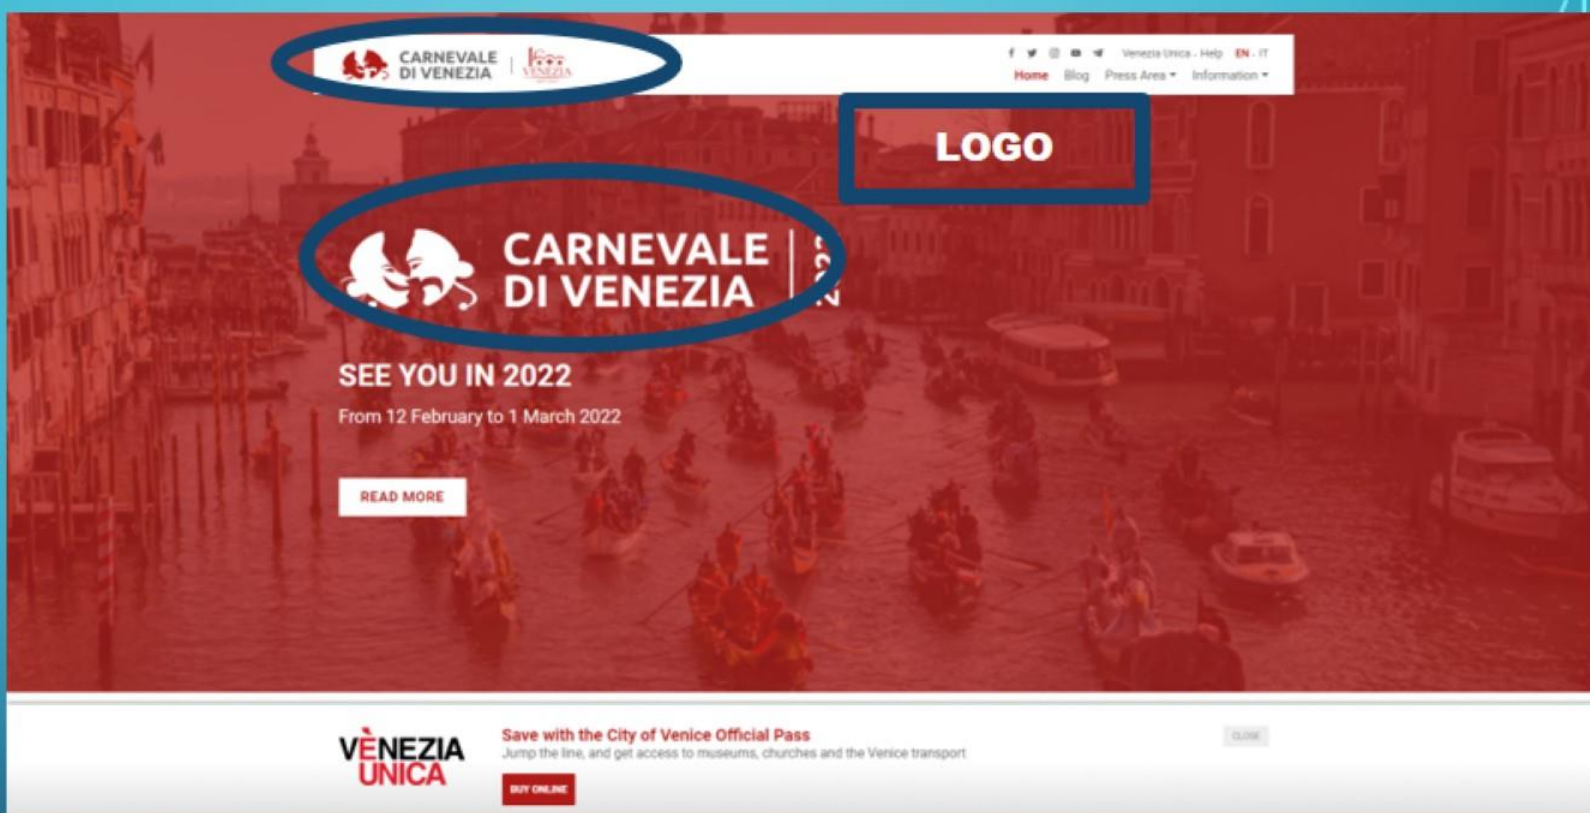 CARNEVALE
DI VENEZIA
VENEZIA
Venezia Unica - Help EN - IT
Home Blog Press Area Information
LOGO
CARNEVALE
DI VENEZIA
2022
SEE YOU IN 2022
From 12 February to 1 March 2022
READ MORE
VÈNEZIA
UNICA
Save with the City of Venice Official Pass
Jump the line, and get access to museums, churches and the Venice transport
BUY ONLINE
CLOSE